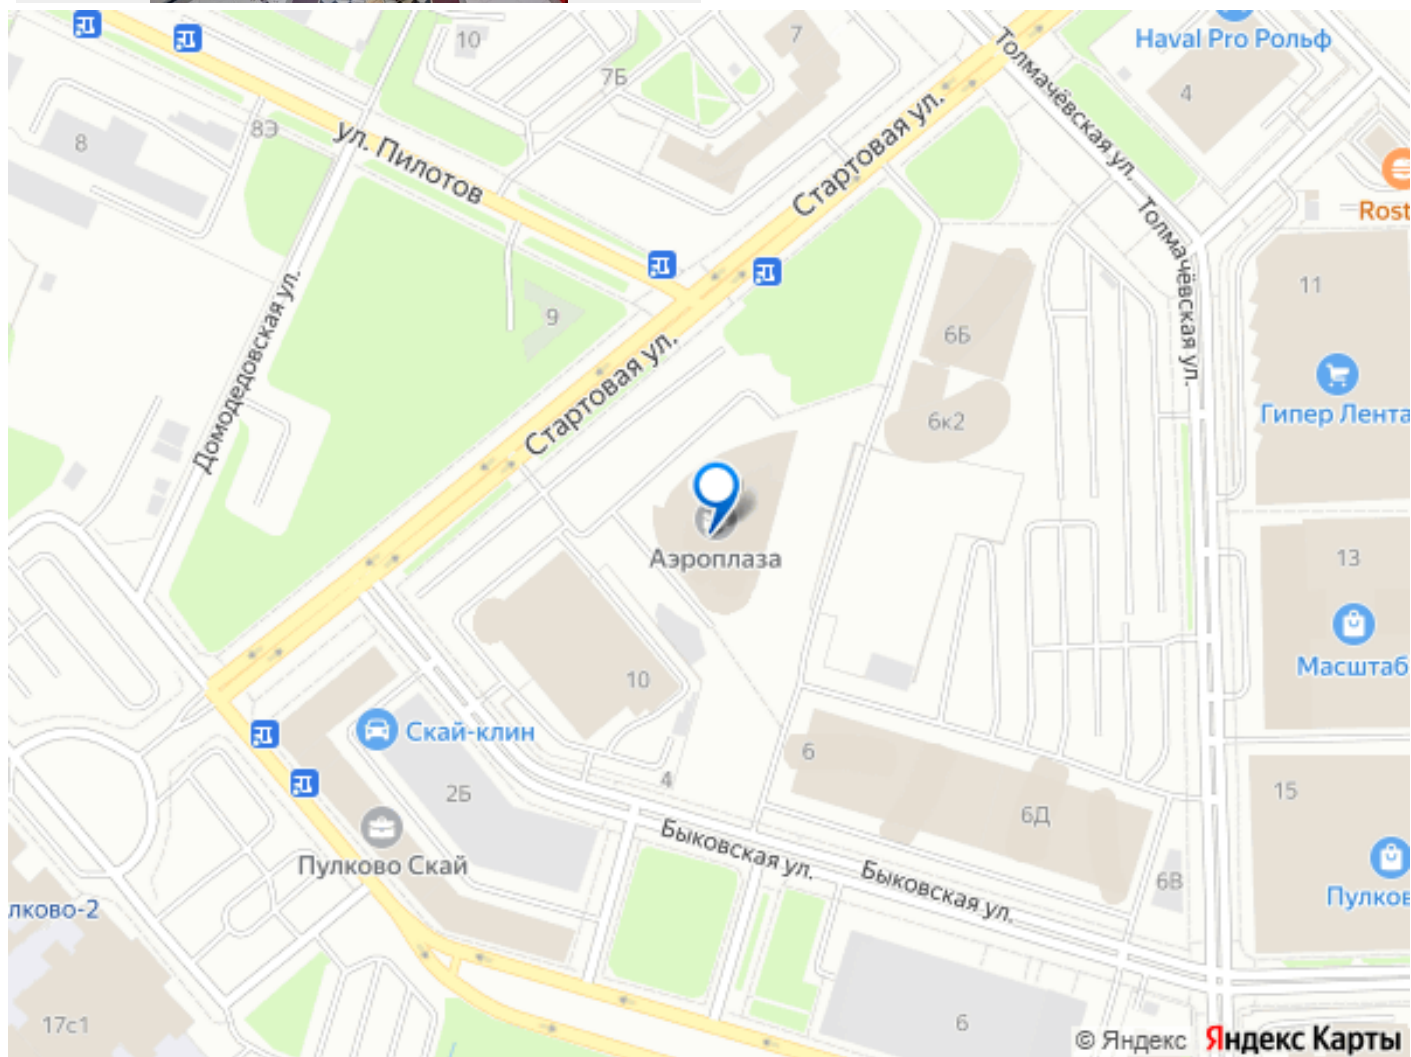 10
7
Haval Pro Рольф
7Б
4
Толмачёвская ул.
8Э
8
ул. Пилотов
Стартовая ул.
Rost
Толмачёвская ул.
11
9
6Б
Домодедовская ул.
Стартовая ул.
Гипер Лента
6к2
Аэроплаза
13
Масштаб
10
Скай-клин
6
4
2Б
15
6Д
Быковская ул.
Пулково Скай
Быковская ул.
6В
Пулков
лково-2
17с1
6
© Яндекс Яндекс Карты